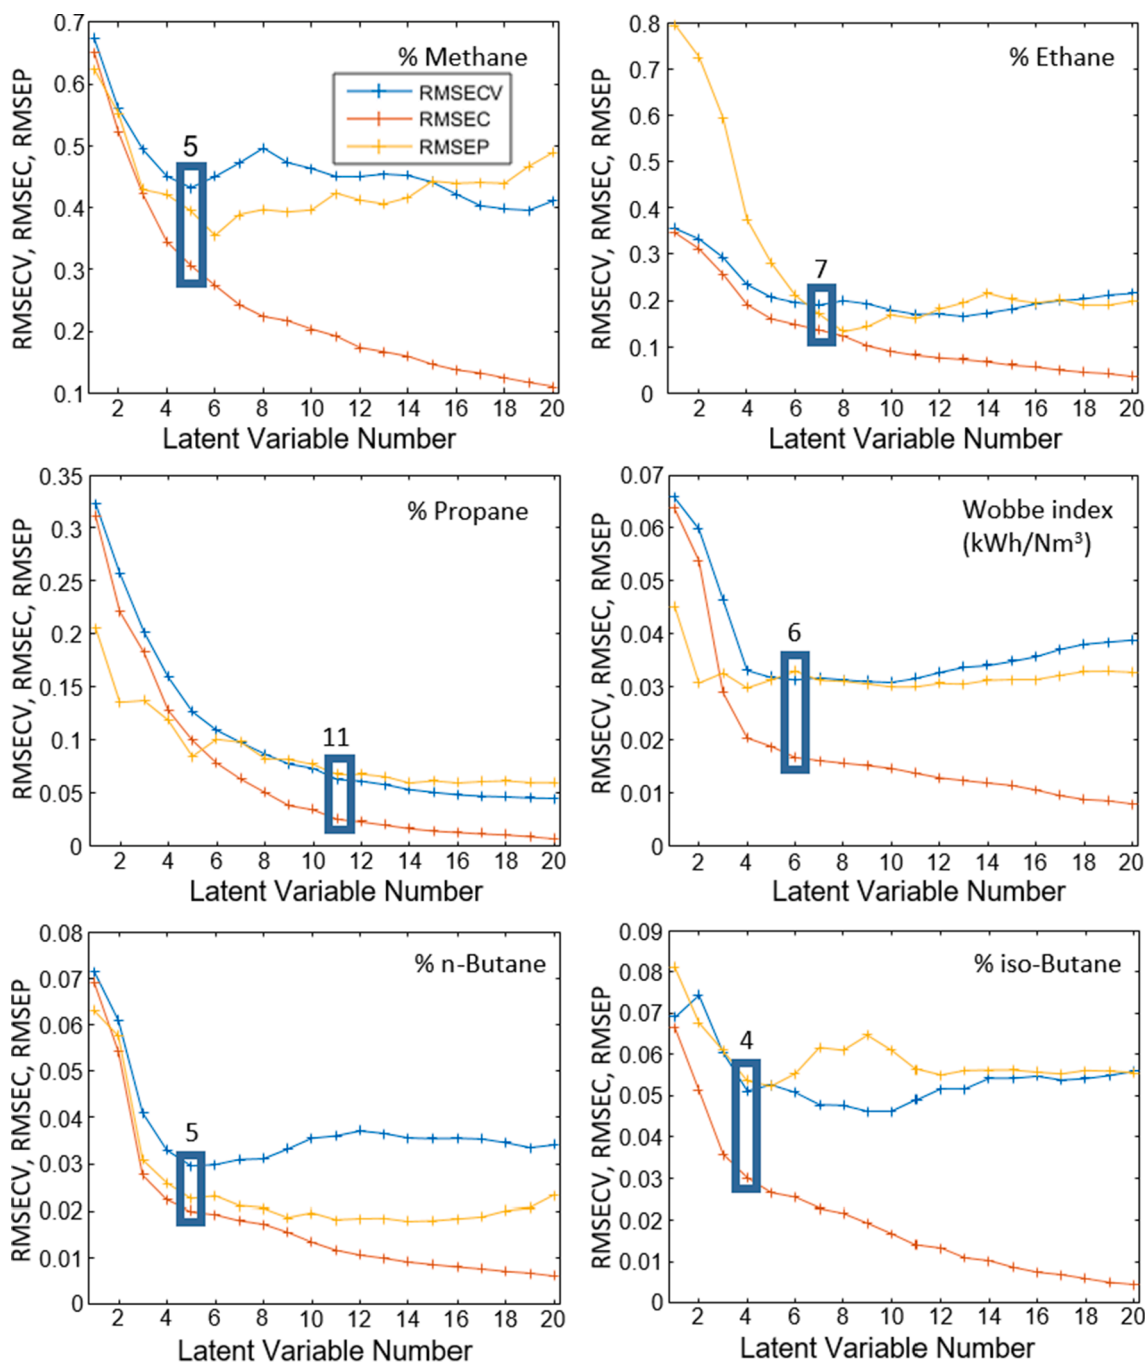 % Methane
RMSECV
RMSEC
RMSEP
5
RMSECV, RMSEC, RMSEP
0.7
0.6
0.5
0.4
0.3
0.2
0.1
2 4 6 8 10 12 14 16 18 20
Latent Variable Number
% Ethane
7
RMSECV, RMSEC, RMSEP
0.8
0.7
0.6
0.5
0.4
0.3
0.2
0.1
0
2 4 6 8 10 12 14 16 18 20
Latent Variable Number
% Propane
11
RMSECV, RMSEC, RMSEP
0.35
0.3
0.25
0.2
0.15
0.1
0.05
0
2 4 6 8 10 12 14 16 18 20
Latent Variable Number
Wobbe index
(kWh/Nm³)
6
RMSECV, RMSEC, RMSEP
0.07
0.06
0.05
0.04
0.03
0.02
0.01
0
2 4 6 8 10 12 14 16 18 20
Latent Variable Number
% n-Butane
5
RMSECV, RMSEC, RMSEP
0.08
0.07
0.06
0.05
0.04
0.03
0.02
0.01
0
2 4 6 8 10 12 14 16 18 20
Latent Variable Number
% iso-Butane
4
RMSECV, RMSEC, RMSEP
0.09
0.08
0.07
0.06
0.05
0.04
0.03
0.02
0.01
0
2 4 6 8 10 12 14 16 18 20
Latent Variable Number